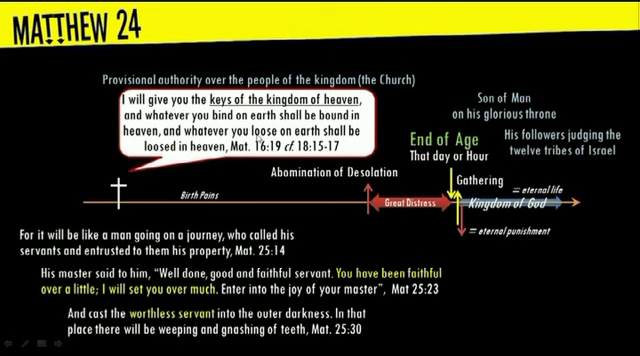 MATTHEW 24
Provisional authority over the people of the kingdom (the Church)
I will give you the keys of the kingdom of heaven,
and whatever you bind on earth shall be bound in
heaven, and whatever you loose on earth shall be
loosed in heaven, Mat. 16:19 cf. 18:15-17
Son of Man
on his glorious throne
End of Age
That day or Hour
His followers judging the
twelve tribes of Israel
Abomination of Desolation
Gathering
= eternal life
Birth Pains
Great Distress
Kingdom of God
= eternal punishment
For it will be like a man going on a journey, who called his
servants and entrusted to them his property, Mat. 25:14
His master said to him, "Well done, good and faithful servant. You have been faithful
over a little; I will set you over much. Enter into the joy of your master", Mat 25:23
And cast the worthless servant into the outer darkness. In that
place there will be weeping and gnashing of teeth, Mat. 25:30